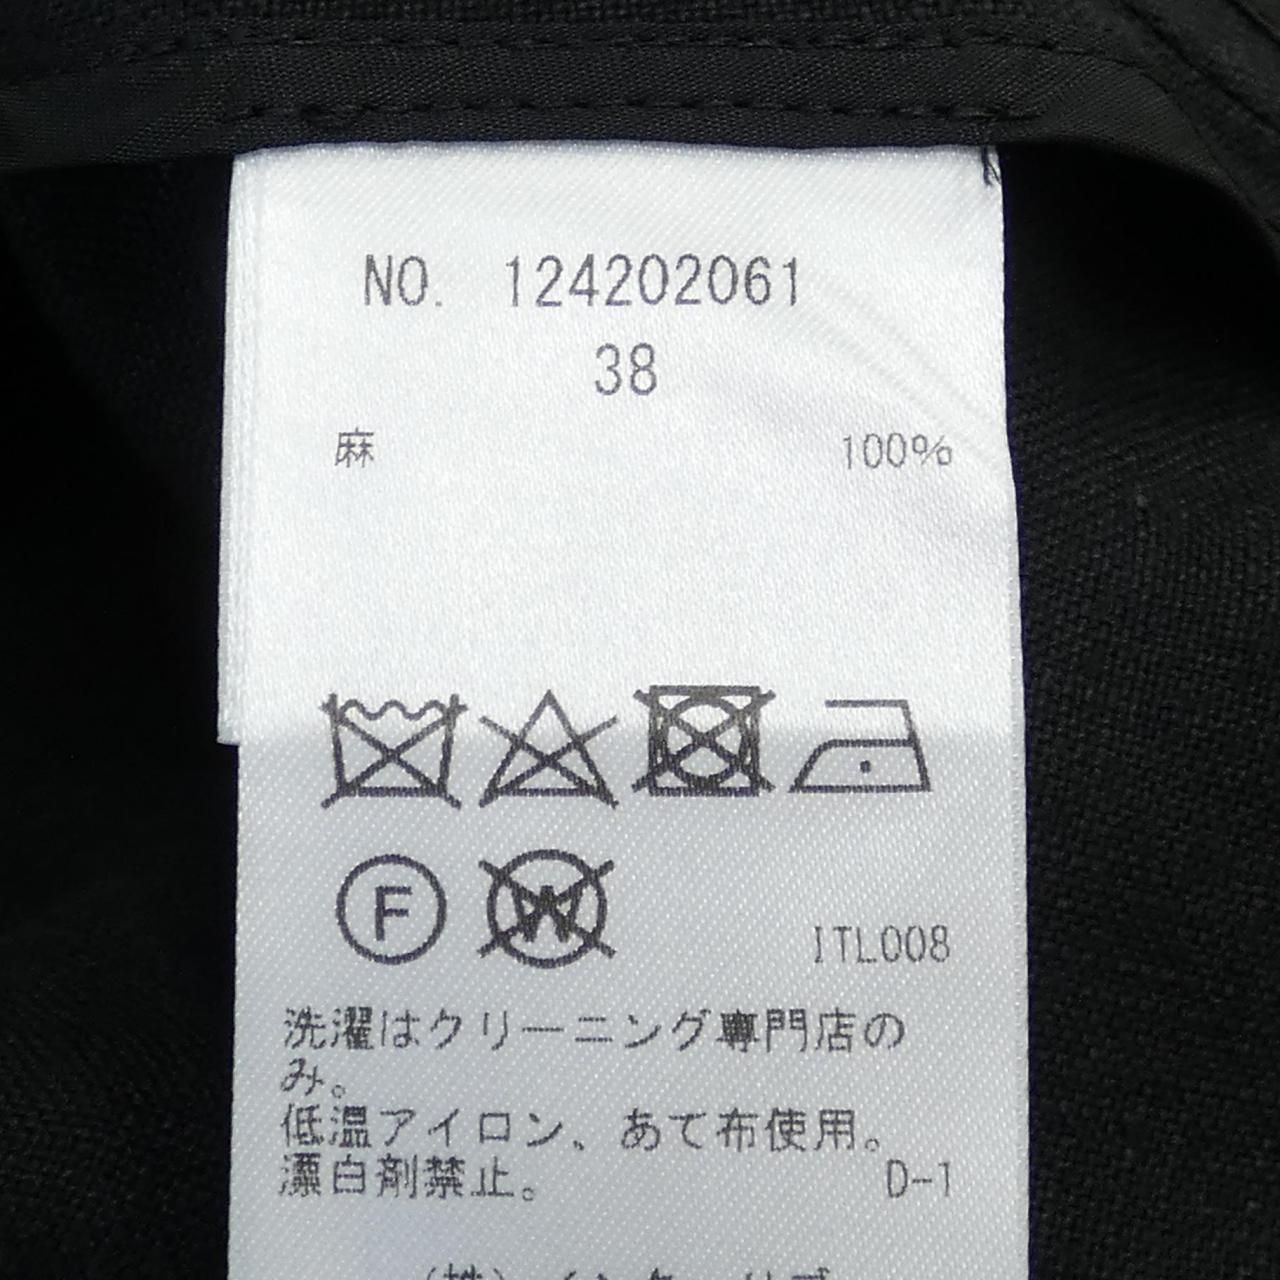 NO. 124202061
38
麻 100%
F W
ITL008
洗濯はクリーニング専門店の
み。
低温アイロン、あて布使用。
漂白剤禁止。 D-1